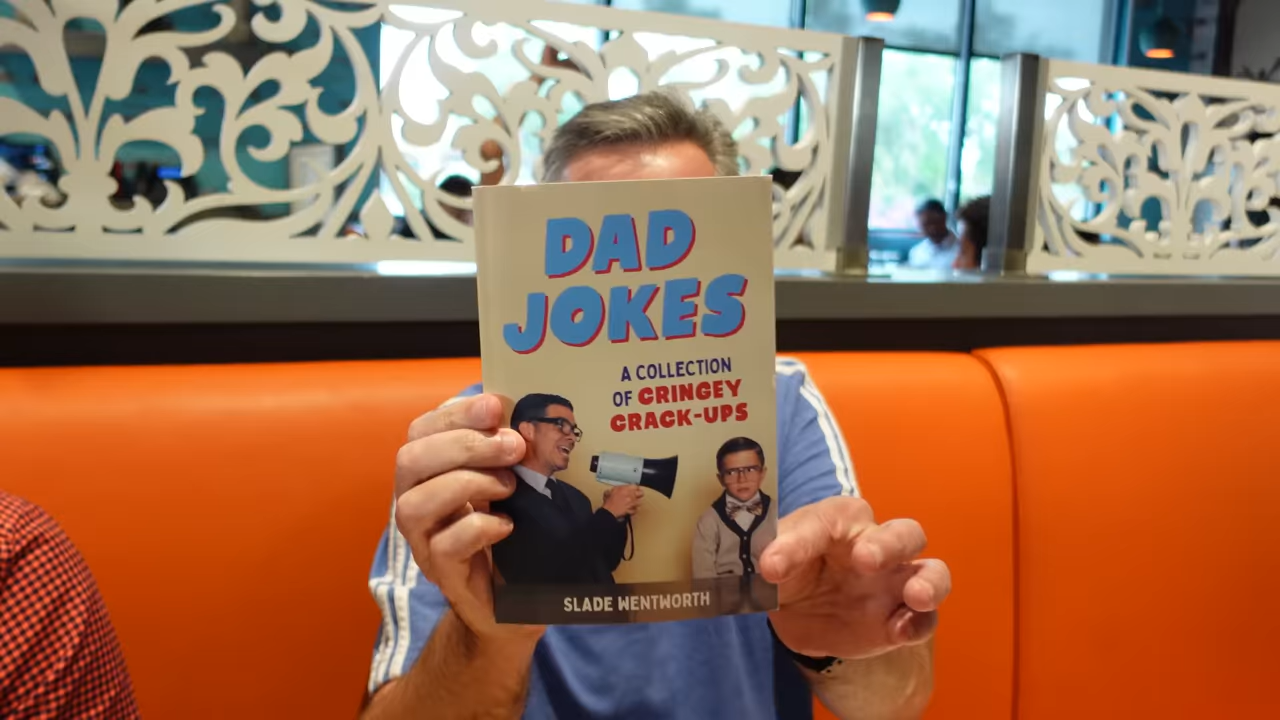 DAD
JOKES
A COLLECTION
OF CRINGEY
CRACK-UPS
SLADE WENTWORTH